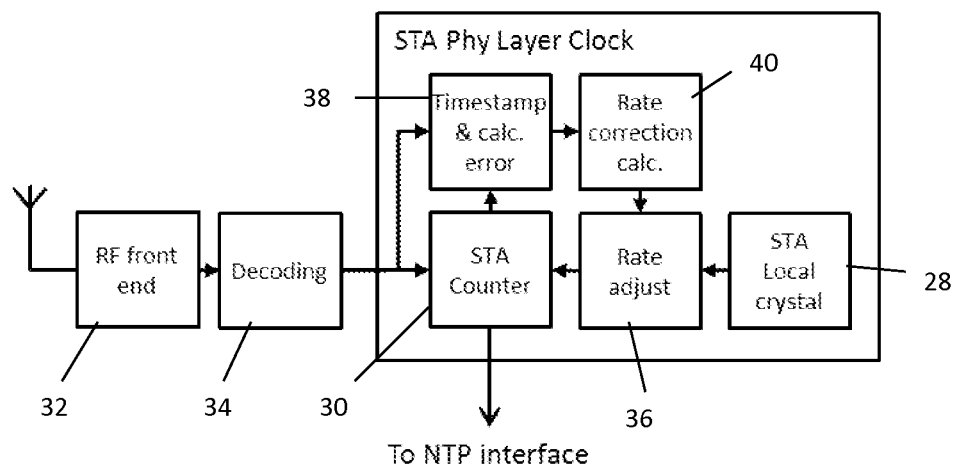 STA Phy Layer Clock
38
Timestamp
& calc.
error
Rate
correction
calc.
40
RF front
end
Decoding
STA
Counter
Rate
adjust
STA
Local
crystal
28
32
34
30
36
To NTP interface